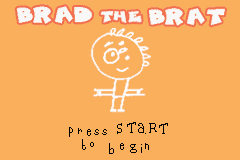 BRAD THE BRAT
press START
to begin